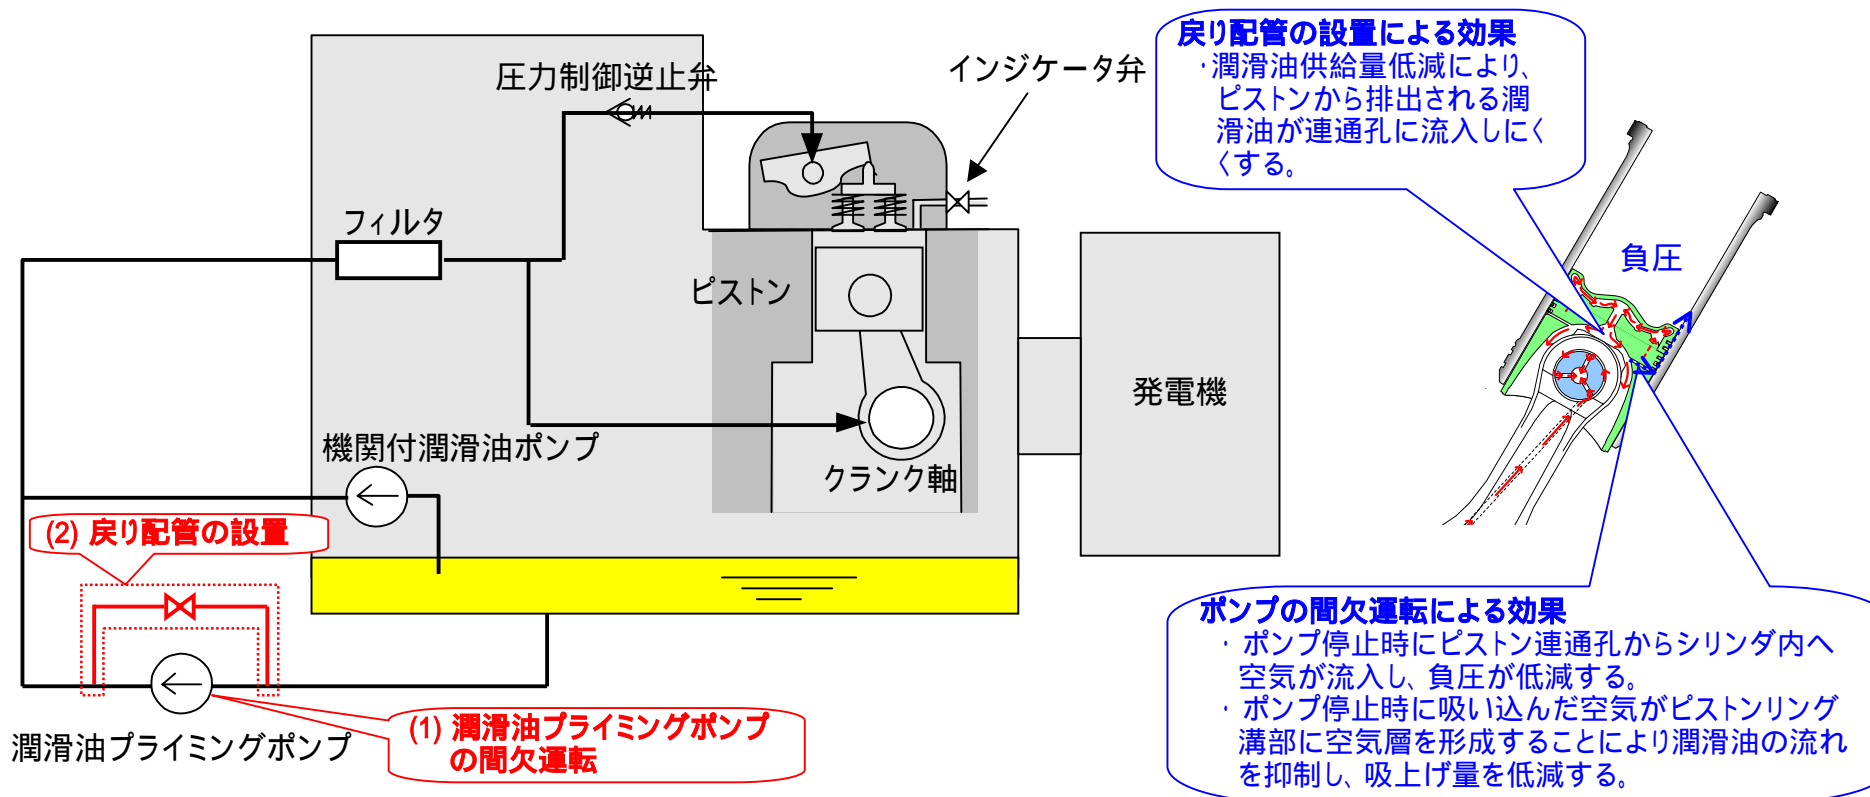 圧力制御逆止弁
インジケータ弁
フィルタ
ピストン
機関付潤滑油ポンプ
クランク軸
発電機
(2) 戻り配管の設置
(1) 潤滑油プライミングポンプ
の間欠運転
潤滑油プライミングポンプ
戻り配管の設置による効果
・潤滑油供給量低減により、
ピストンから排出される潤
滑油が連通孔に流入しにく
くする。
負圧
ポンプの間欠運転による効果
・ポンプ停止時にピストン連通孔からシリンダ内へ
空気が流入し、負圧が低減する。
・ポンプ停止時に吸い込んだ空気がピストンリング
溝部に空気層を形成することにより潤滑油の流れ
を抑制し、吸上げ量を低減する。